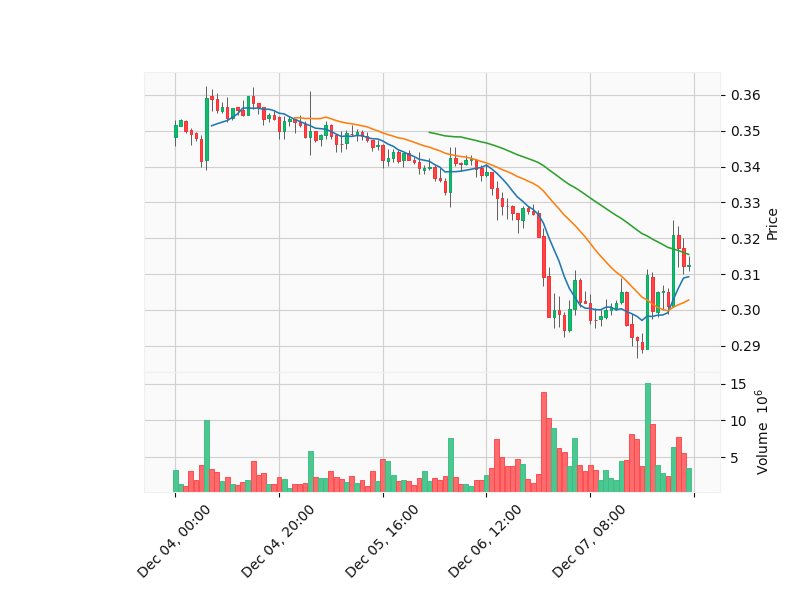 0.36
0.35
0.34
0.33
0.32
0.31
0.30
0.29
Price
15
10
5
Volume 10⁶
Dec 04, 00:00
Dec 04, 20:00
Dec 05, 16:00
Dec 06, 12:00
Dec 07, 08:00